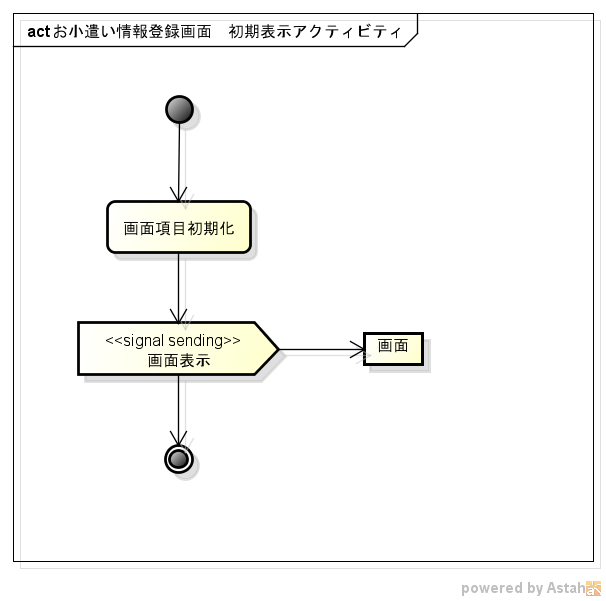 act お小遣い情報登録画面　初期表示アクティビティ
画面項目初期化
<<signal sending>>
画面表示
画面
powered by Astah